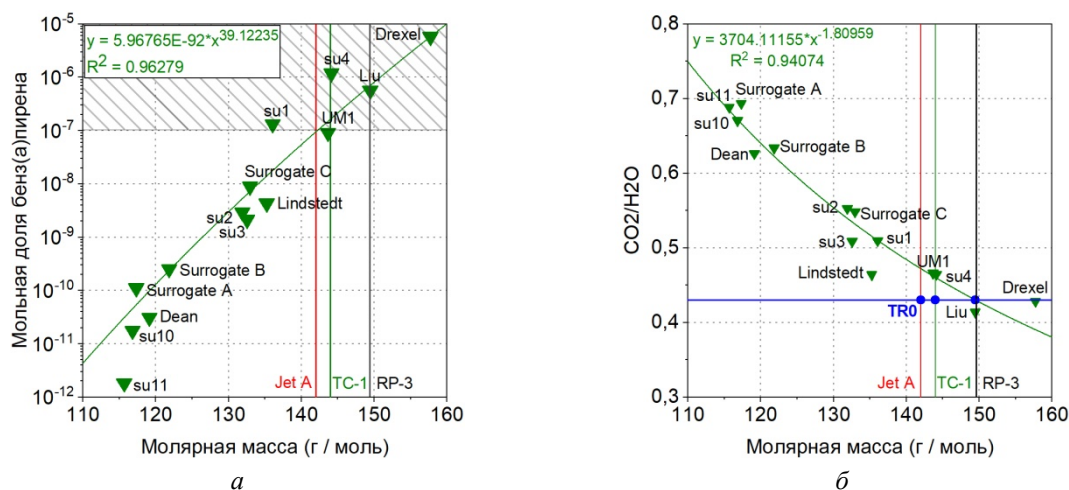 10⁻⁵
10⁻⁶
10⁻⁷
10⁻⁸
10⁻⁹
10⁻¹⁰
10⁻¹¹
10⁻¹²
Мольная доля бенз(а)пирена
y = 5.96765E-92*x^39.12235
R² = 0.96279
Drexel
su4
Liu
su1
UM1
Surrogate C
su2
Lindstedt
su3
Surrogate B
Surrogate A
Dean
su10
su11
Jet A
TC-1
RP-3
110 120 130 140 150 160
Молярная масса (г / моль)
а
0,8
0,7
0,6
0,5
0,4
0,3
CO2/H2O
y = 3704.11155*x^-1.80959
R² = 0.94074
su11
Surrogate A
su10
Dean
Surrogate B
su2
Surrogate C
su3
su1
Lindstedt
UM1
su4
Drexel
TR0
Liu
Jet A
TC-1
RP-3
110 120 130 140 150 160
Молярная масса (г / моль)
б